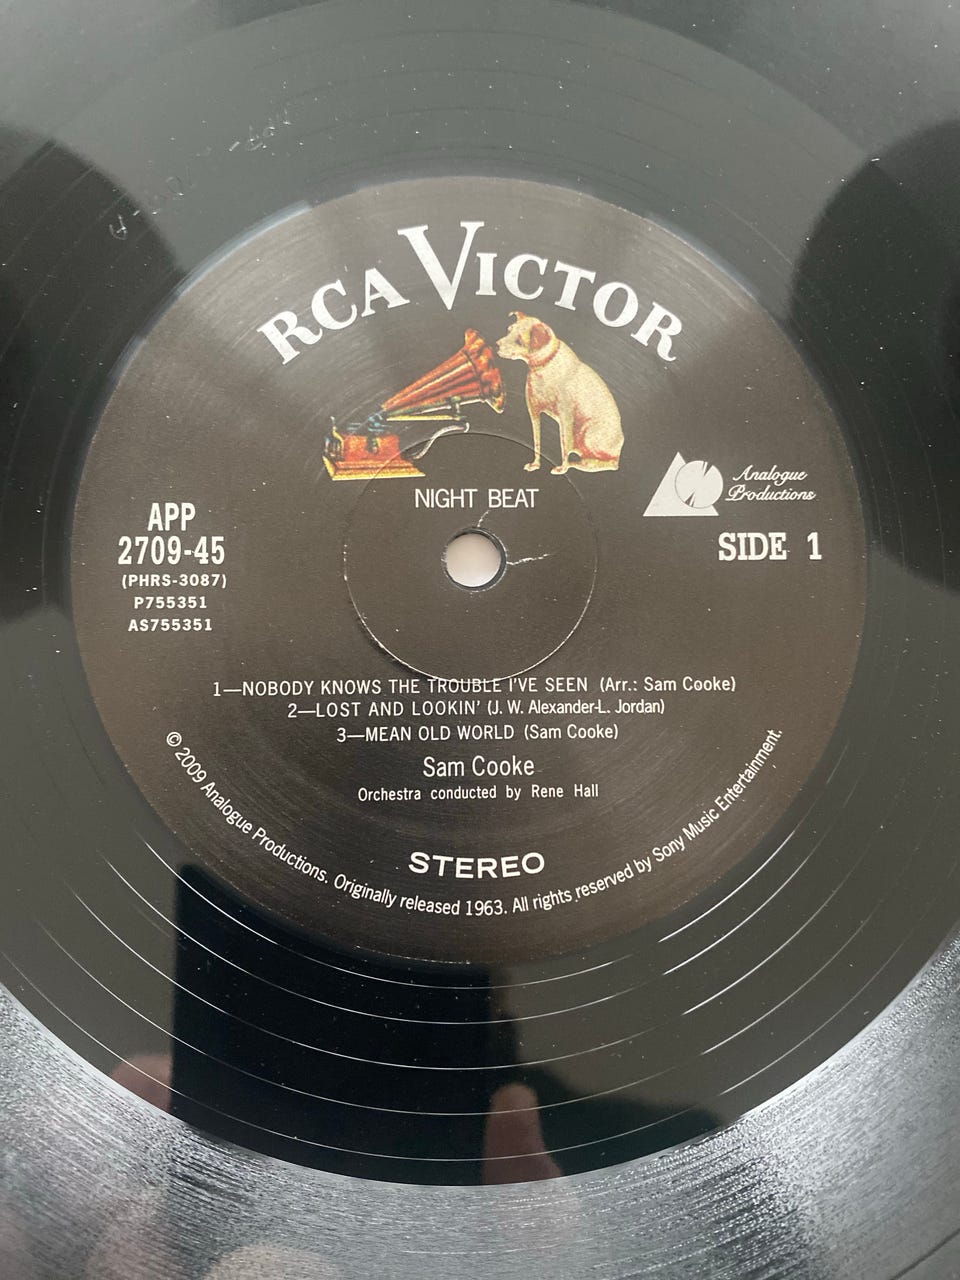 RCA VICTOR
NIGHT BEAT
Analogue
Productions
APP
2709-45
(PHRS-3087)
P755351
AS755351
SIDE 1
1—NOBODY KNOWS THE TROUBLE I'VE SEEN (Arr.: Sam Cooke)
2—LOST AND LOOKIN' (J. W. Alexander-L. Jordan)
3—MEAN OLD WORLD (Sam Cooke)
Sam Cooke
Orchestra conducted by Rene Hall
STEREO
© 2009 Analogue Productions. Originally released 1963. All rights reserved by Sony Music Entertainment.